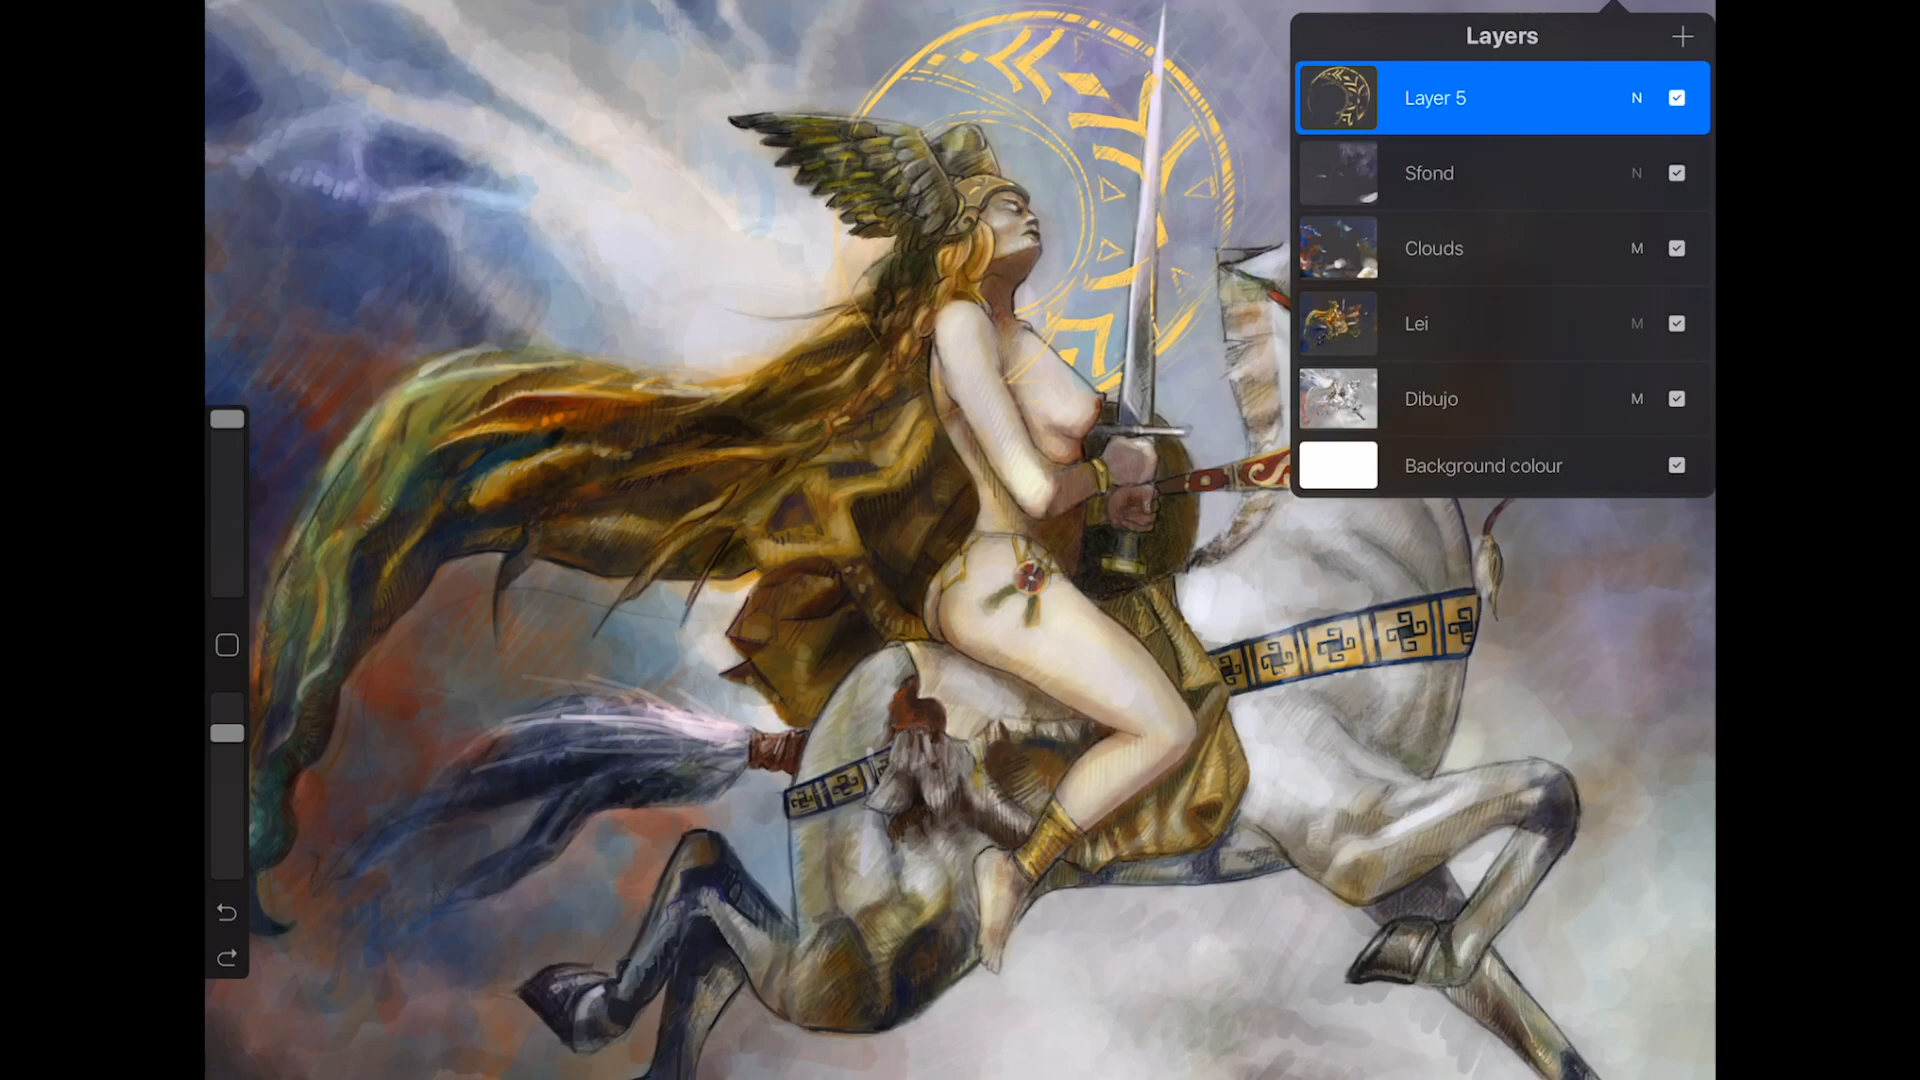 Layers
Layer 5 N
Sfond N
Clouds M
Lei M
Dibujo M
Background colour